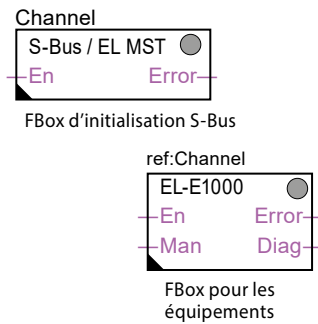 Channel
S-Bus / EL MST
En Error
FBox d’initialisation S-Bus
ref:Channel
EL-E1000
En Error
Man Diag
FBox pour les
équipements